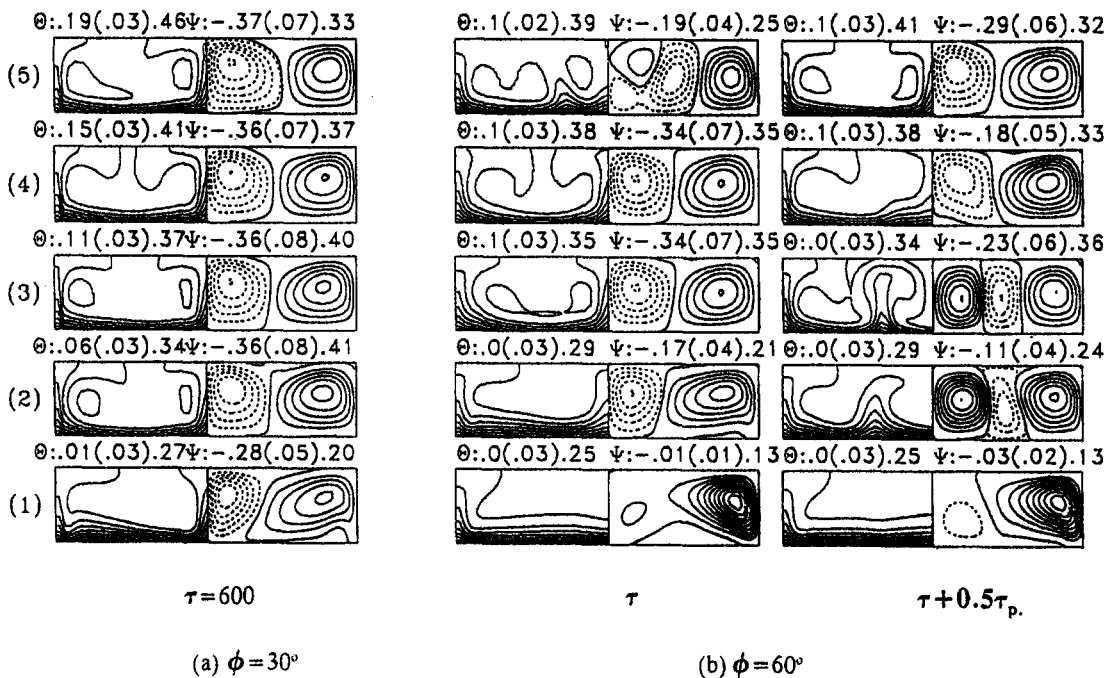 Θ:.19(.03).46Ψ:-.37(.07).33 Θ:.1(.02).39 Ψ:-.19(.04).25 Θ:.1(.03).41 Ψ:-.29(.06).32
(5)
Θ:.15(.03).41Ψ:-.36(.07).37 Θ:.1(.03).38 Ψ:-.34(.07).35 Θ:.1(.03).38 Ψ:-.18(.05).33
(4)
Θ:.11(.03).37Ψ:-.36(.08).40 Θ:.1(.03).35 Ψ:-.34(.07).35 Θ:.0(.03).34 Ψ:-.23(.06).36
(3)
Θ:.06(.03).34Ψ:-.36(.08).41 Θ:.0(.03).29 Ψ:-.17(.04).21 Θ:.0(.03).29 Ψ:-.11(.04).24
(2)
Θ:.01(.03).27Ψ:-.28(.05).20 Θ:.0(.03).25 Ψ:-.01(.01).13 Θ:.0(.03).25 Ψ:-.03(.02).13
(1)
τ=600 τ τ+0.5τp.
(a) ϕ=30° (b) ϕ=60°